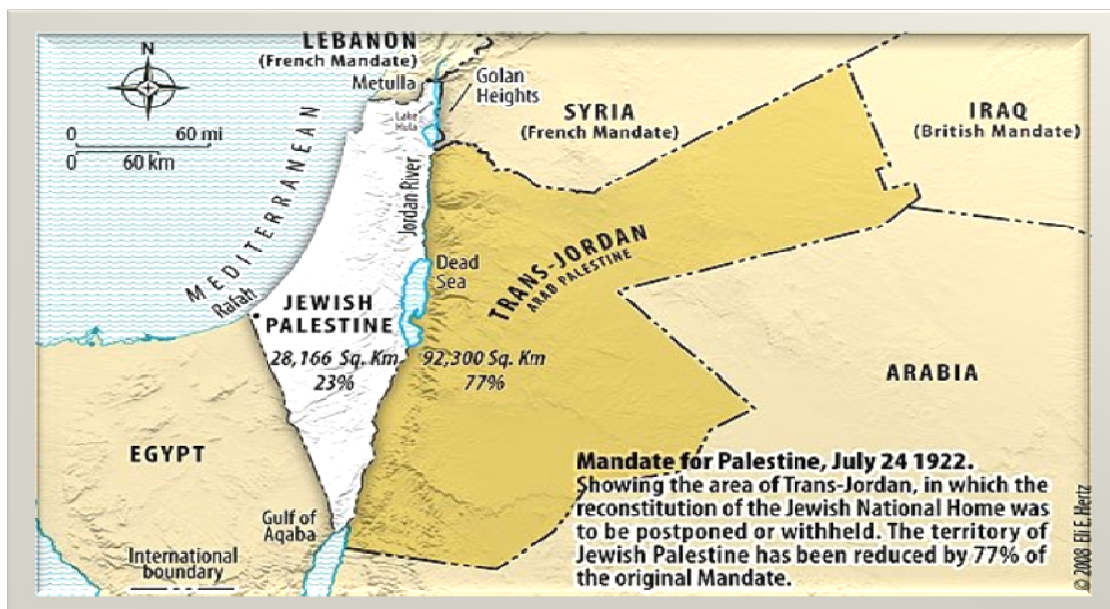 LEBANON
(French Mandate)
Metulla
Golan
Heights
Lake
Hula
N
0 60 mi
0 60 km
SYRIA
(French Mandate)
IRAQ
(British Mandate)
MEDITERRANEAN
Jordan River
Dead
Sea
TRANS-JORDAN
ARAB PALESTINE
Rafah
JEWISH
PALESTINE
28,166 Sq. Km.
23%
92,300 Sq. Km
77%
ARABIA
EGYPT
Gulf of
Aqaba
International
boundary
Mandate for Palestine, July 24 1922.
Showing the area of Trans-Jordan, in which the
reconstitution of the Jewish National Home was
to be postponed or withheld. The territory of
Jewish Palestine has been reduced by 77% of
the original Mandate.
© 2008 Eli E. Hertz